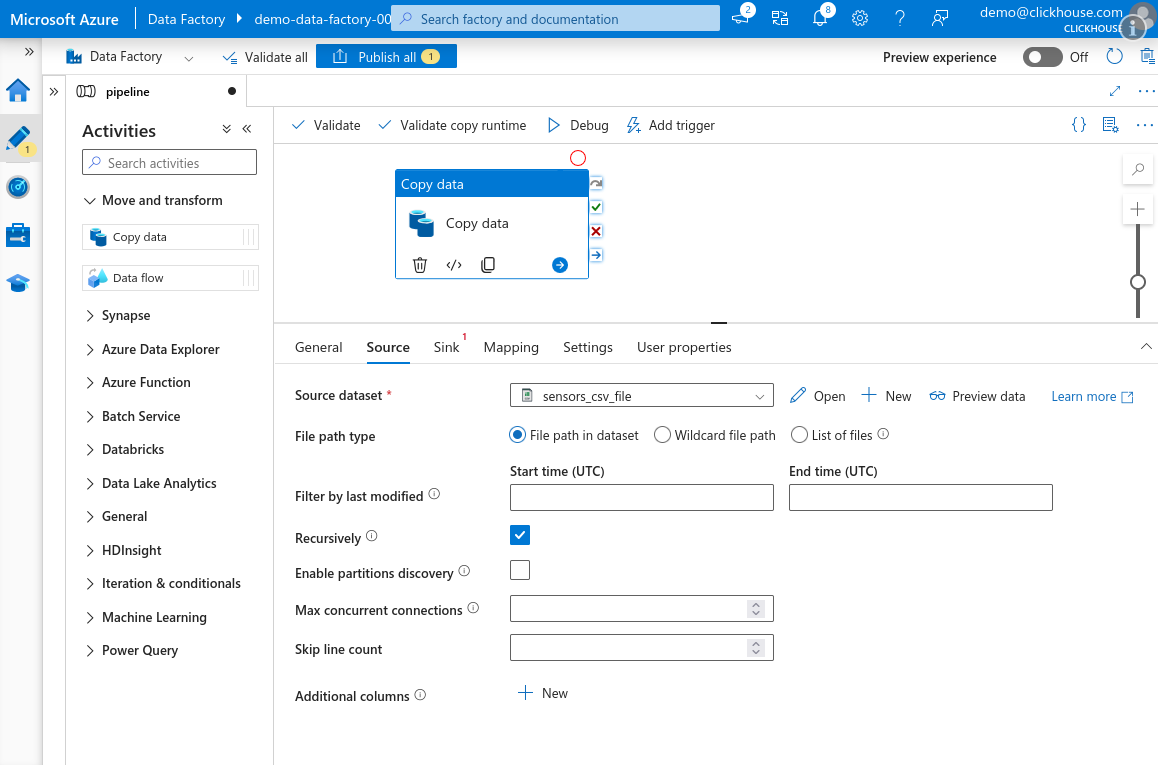 Microsoft Azure
Data Factory
demo-data-factory-00
Search factory and documentation
2
8
demo@clickhouse.com
CLICKHOUSE
Data Factory
Validate all
Publish all
1
Preview experience
Off
pipeline
1
Activities
Search activities
Move and transform
Copy data
Data flow
Synapse
Azure Data Explorer
Azure Function
Batch Service
Databricks
Data Lake Analytics
General
HDInsight
Iteration & conditionals
Machine Learning
Power Query
Validate
Validate copy runtime
Debug
Add trigger
Copy data
Copy data
General
Source
Sink
1
Mapping
Settings
User properties
Source dataset *
sensors_csv_file
Open
New
Preview data
Learn more
File path type
File path in dataset
Wildcard file path
List of files
Start time (UTC)
End time (UTC)
Filter by last modified
Recursively
Enable partitions discovery
Max concurrent connections
Skip line count
Additional columns
New